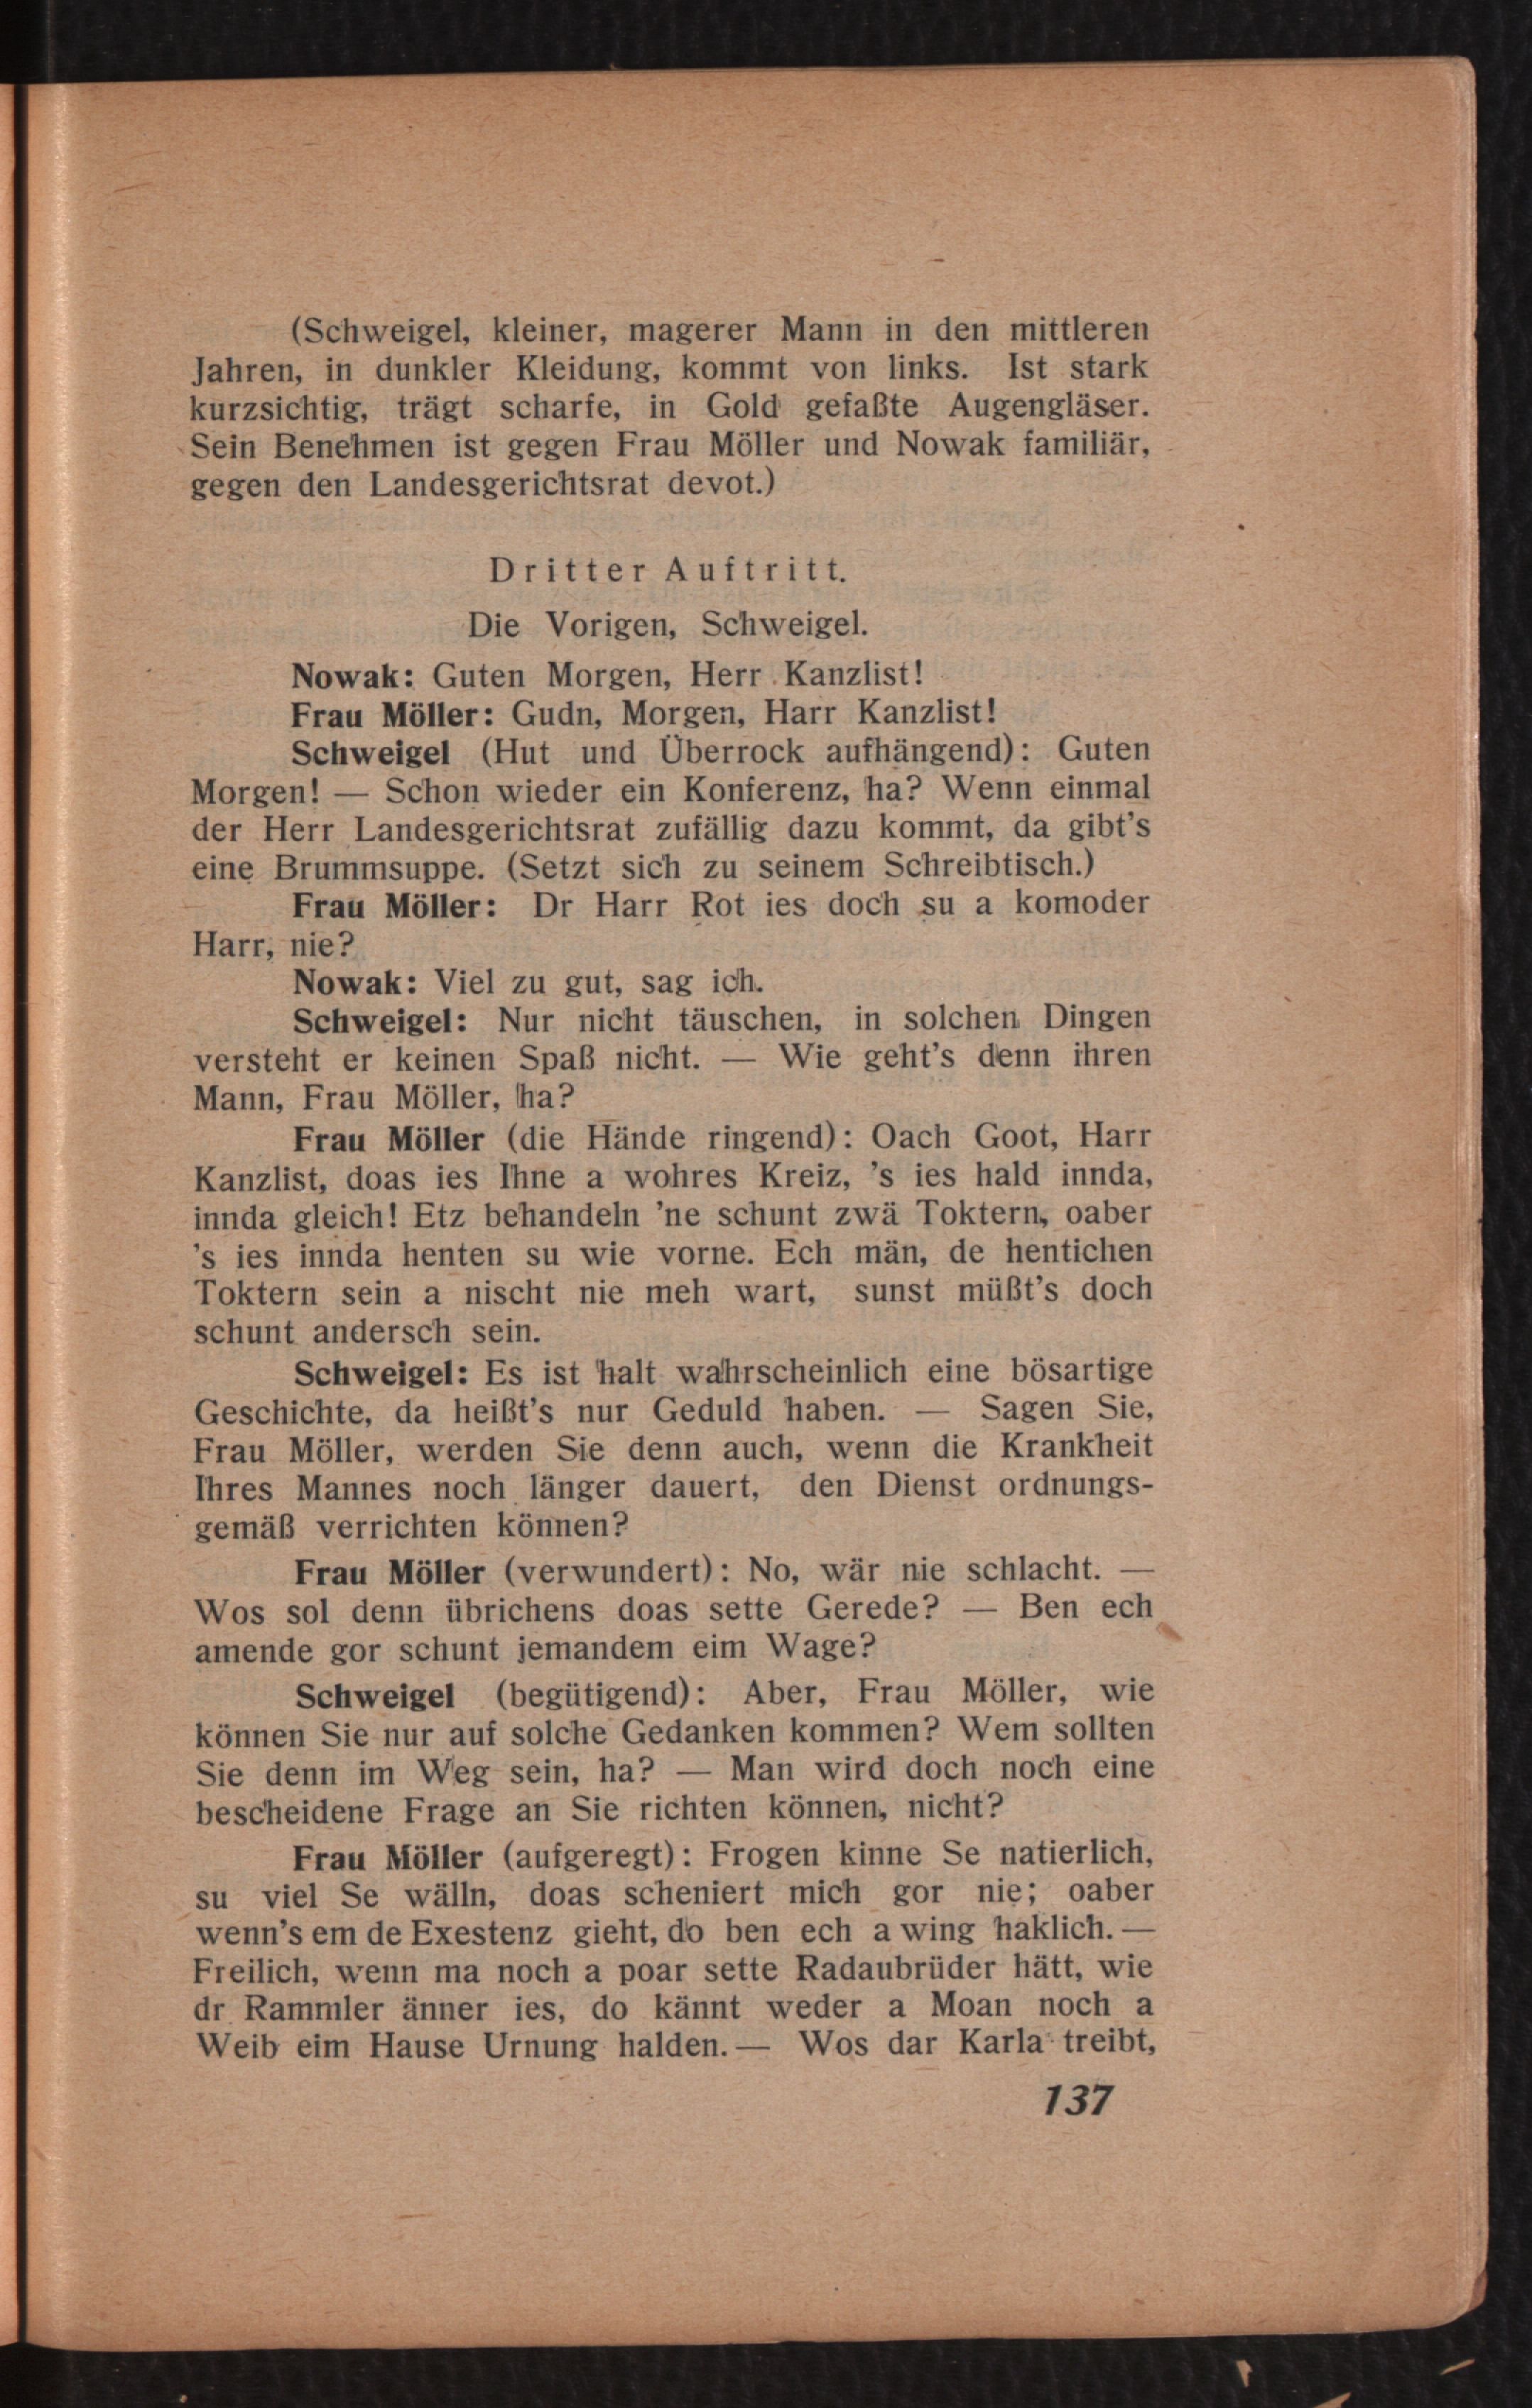 (Schweigel, kleiner, magerer Mann in den mittleren
Jahren, in dunkler Kleidung, kommt von links. Ist stark
kurzsichtig, trägt scharfe, in Gold gefaßte Augengläser.
Sein Benehmen ist gegen Frau Möller und Nowak familiär,
gegen den Landesgerichtsrat devot.)
Dritter Auftritt.
Die Vorigen, Schweigel.
Nowak: Guten Morgen, Herr Kanzlist!
Frau Möller: Gudn, Morgen, Harr Kanzlist!
Schweigel (Hut und Überrock aufhängend): Guten
Morgen! — Schon wieder ein Konferenz, ha? Wenn einmal
der Herr Landesgerichtsrat zufällig dazu kommt, da gibt's
eine Brummsuppe. (Setzt sich zu seinem Schreibtisch.)
Frau Möller: Dr Harr Rot ies doch su a komoder
Harr, nie?
Nowak: Viel zu gut, sag ich.
Schweigel: Nur nicht täuschen, in solchen Dingen
versteht er keinen Spaß nicht. — Wie geht's denn ihren
Mann, Frau Möller, ha?
Frau Möller (die Hände ringend): Oach Goot, Harr
Kanzlist, doas ies Ihne a wohres Kreiz, 's ies hald innda,
innda gleich! Etz behandeln 'ne schunt zwä Toktern, oaber
's ies innda henten su wie vorne. Ech män, de hentichen
Toktern sein a nischt nie meh wart, sunst müßt's doch
schunt andersch sein.
Schweigel: Es ist halt wahrscheinlich eine bösartige
Geschichte, da heißt's nur Geduld haben. — Sagen Sie,
Frau Möller, werden Sie denn auch, wenn die Krankheit
Ihres Mannes noch länger dauert, den Dienst ordnungs-
gemäß verrichten können?
Frau Möller (verwundert): No, wär nie schlacht. —
Wos sol denn übrichens doas sette Gerede? — Ben ech
amende gor schunt jemandem eim Wage?
Schweigel (begütigend): Aber, Frau Möller, wie
können Sie nur auf solche Gedanken kommen? Wem sollten
Sie denn im Weg sein, ha? — Man wird doch noch eine
bescheidene Frage an Sie richten können, nicht?
Frau Möller (aufgeregt): Frogen kinne Se natierlich,
su viel Se wälln, doas scheniert mich gor nie; oaber
wenn's em de Exestenz gieht, do ben ech a wing haklich. —
Freilich, wenn ma noch a poar sette Radaubrüder hätt, wie
dr Rammler änner ies, do kännt weder a Moan noch a
Weib eim Hause Urnung halden. — Wos dar Karla treibt,
137